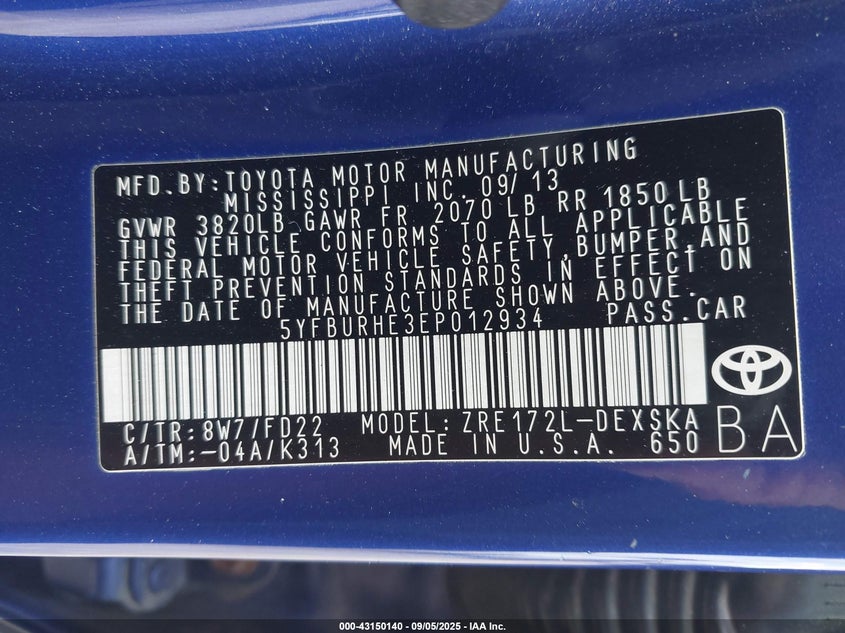 MFD.BY:TOYOTA MOTOR MANUFACTURING
MISSISSIPPI INC. 09/13
GVWR 3820LB GAWR FR 2070 LB RR 1850 LB
THIS VEHICLE CONFORMS TO ALL APPLICABLE
FEDERAL MOTOR VEHICLE SAFETY,BUMPER,AND
THEFT PREVENTION STANDARDS IN EFFECT ON
THE DATE OF MANUFACTURE SHOWN ABOVE.
5YFBURHE3EP012934 PASS.CAR
C/TR:8W7/FD22 MODEL:ZRE172L-DEXSKA
A/TM:-04A/K313 MADE IN U.S.A. 650
BA
000-43150140 - 09/05/2025 - IAA Inc.